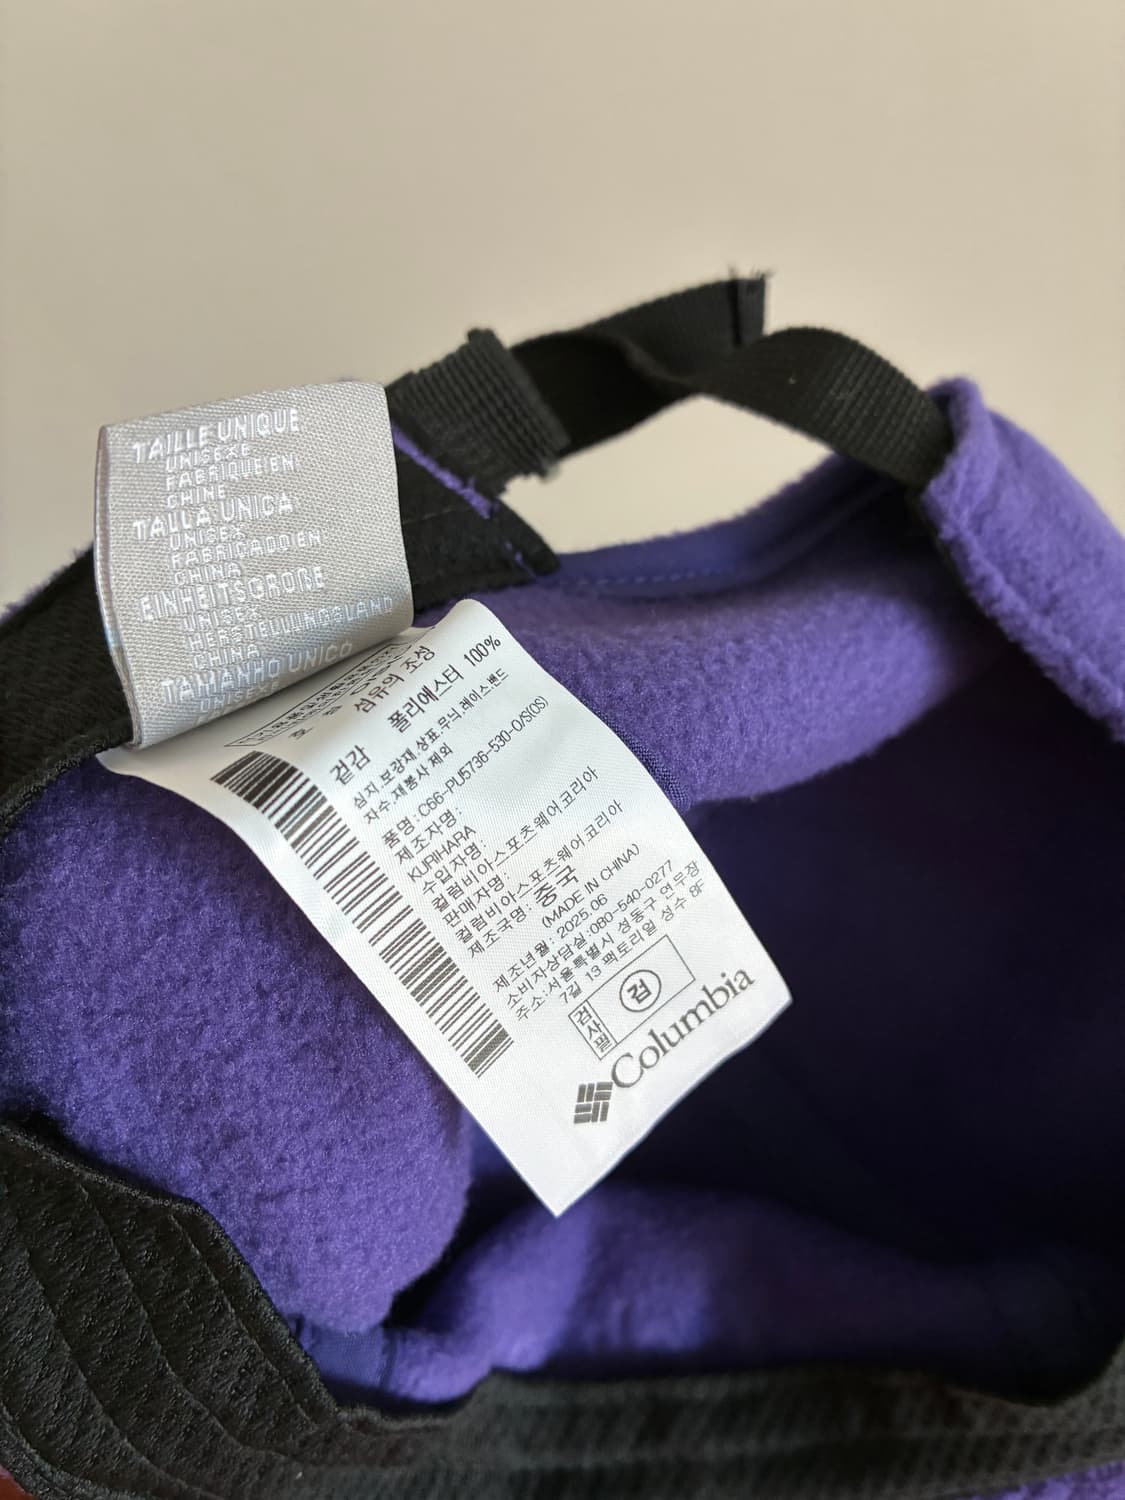 TAILLE UNIQUE
UNISEXE
FABRIQUE EN
CHINE
TALLA UNICA
UNISEX
FABRICADO EN
CHINA
EINHEITSGRÖßE
UNISEX
HERSTELLUNGSLAND
CHINA
TAMANHO UNICO
UNISEXE
섬유의 조성
겉감 폴리에스터 100%
심지.보강재.상표.무늬.레이스.밴드
자수.재봉사 제외
품명:C66-PU5736-530-O/S(OS)
제조자명:
KURIHARA
수입자명:
컬럼비아스포츠웨어코리아
판매자명:
컬럼비아스포츠웨어코리아
제조국명: 중국
(MADE IN CHINA)
제조년월: 2025.06
소비자상담실:080-540-0277
주소:서울특별시 성동구 연무장
7길 13 팩토리얼 성수 8F
검사필 검
Columbia